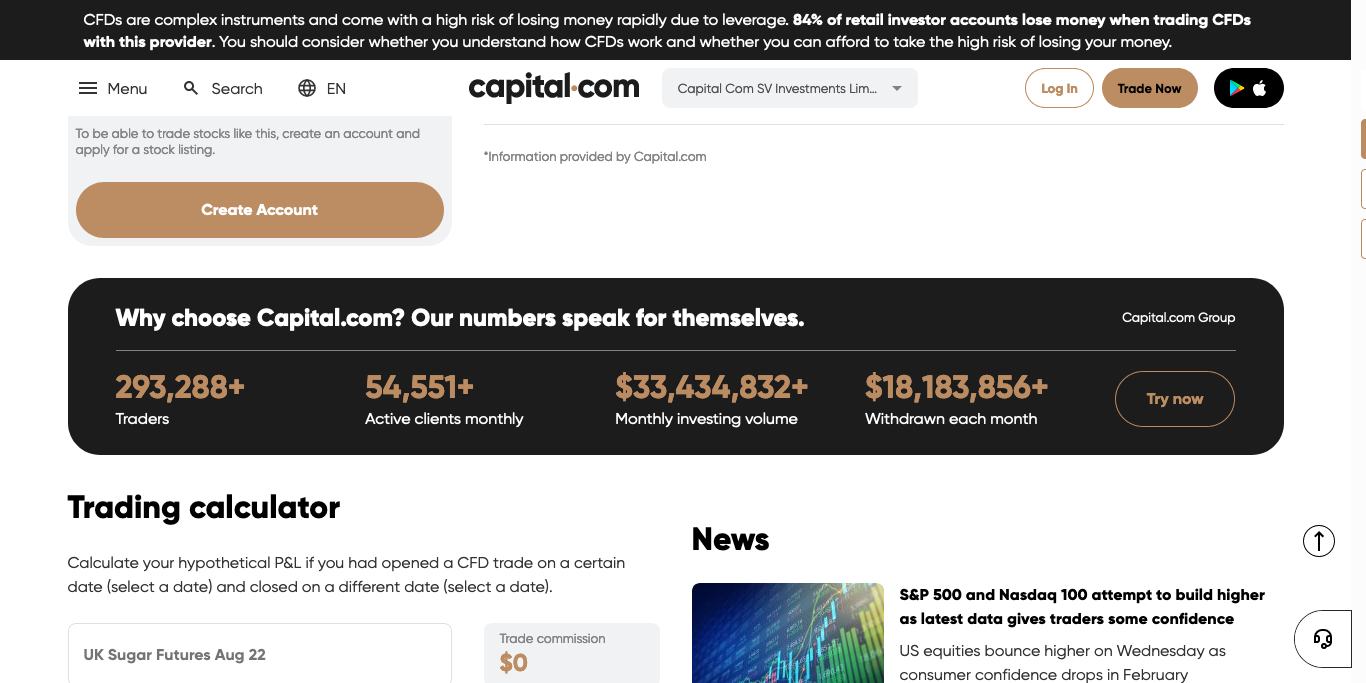 CFDs are complex instruments and come with a high risk of losing money rapidly due to leverage. 84% of retail investor accounts lose money when trading CFDs
with this provider. You should consider whether you understand how CFDs work and whether you can afford to take the high risk of losing your money.
Menu
Search
EN
capital.com
Capital Com SV Investments Lim...
Log In
Trade Now
To be able to trade stocks like this, create an account and
apply for a stock listing.
Create Account
*Information provided by Capital.com
Why choose Capital.com? Our numbers speak for themselves.
Capital.com Group
293,288+
Traders
54,551+
Active clients monthly
$33,434,832+
Monthly investing volume
$18,183,856+
Withdrawn each month
Try now
Trading calculator
Calculate your hypothetical P&L if you had opened a CFD trade on a certain
date (select a date) and closed on a different date (select a date).
UK Sugar Futures Aug 22
Trade commission
$0
News
S&P 500 and Nasdaq 100 attempt to build higher
as latest data gives traders some confidence
US equities bounce higher on Wednesday as
consumer confidence drops in February